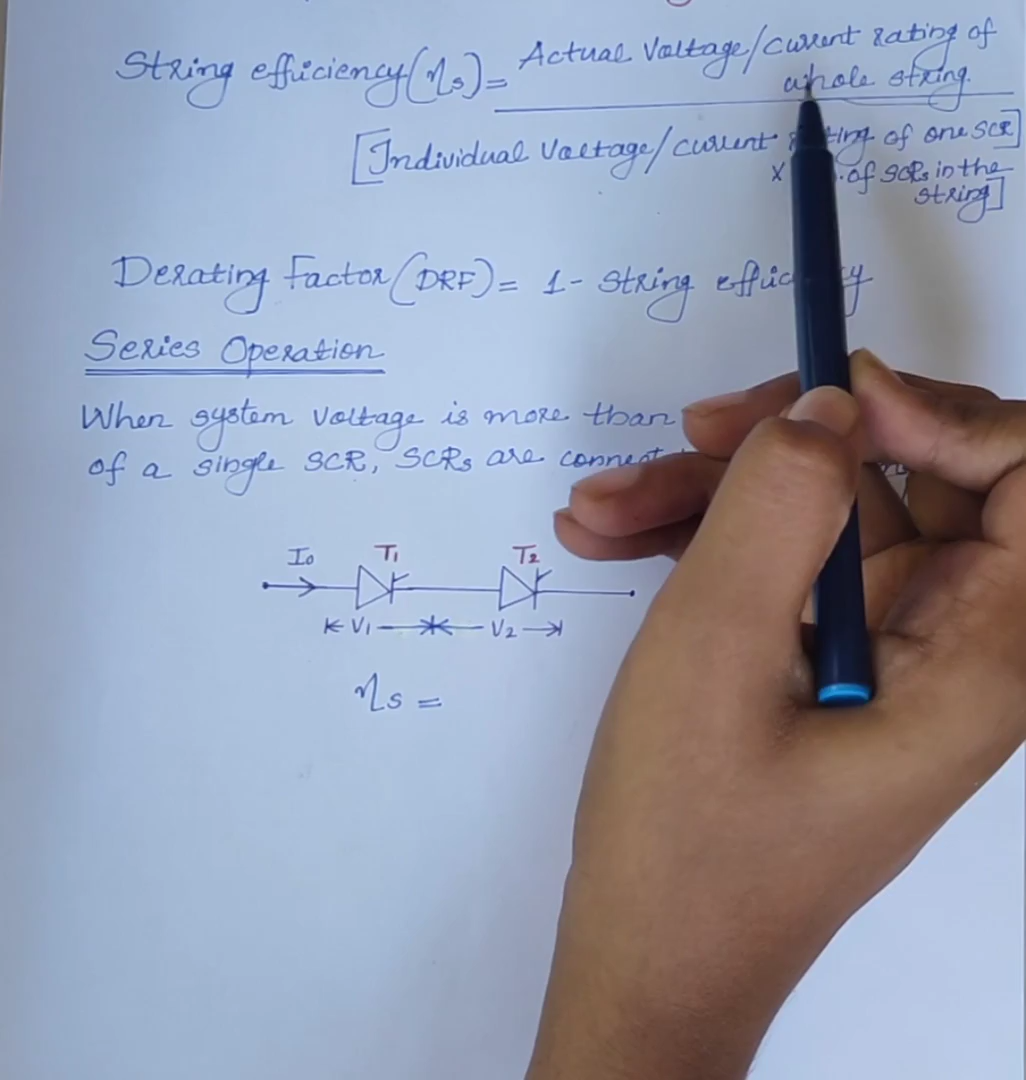 String efficiency(ηs)= Actual Voltage/current rating of
whole string.
[Individual Voltage/current of one SCR]
X of SCRs in the
string]
Derating Factor(DRF)= 1- String
Series Operation
When system voltage is more than
of a single SCR, SCRs are
I0 T1 T2
V1 V2
ηs =